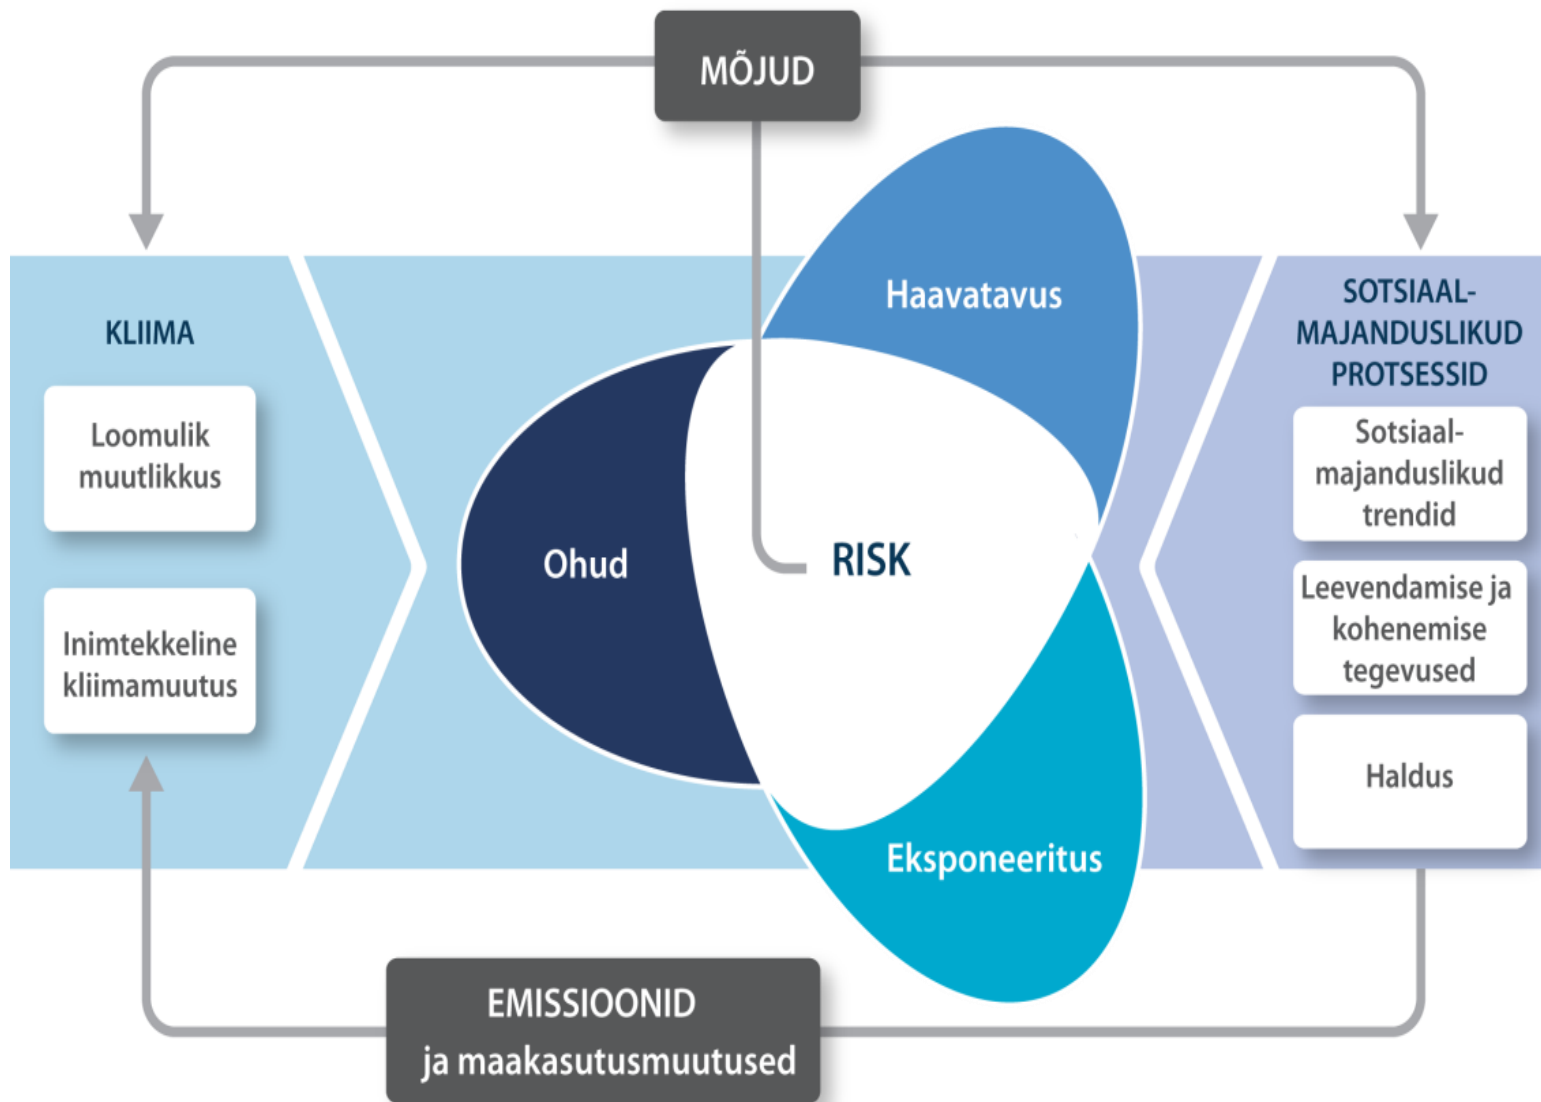 MÕJUD
KLIIMA
Loomulik
muutlikkus
Inimtekkeline
kliimamuutus
Ohud
RISK
Haavatavus
Eksponeeritus
SOTSIAAL-
MAJANDUSLIKUD
PROTSESSID
Sotsiaal-
majanduslikud
trendid
Leevendamise ja
kohenemise
tegevused
Haldus
EMISSIOONID
ja maakasutusmuutused